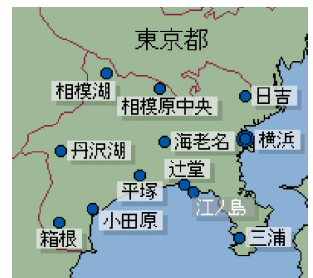 東京都
相模湖
相模原中央
日吉
丹沢湖
海老名
横浜
辻堂
平塚
江ノ島
小田原
箱根
三浦